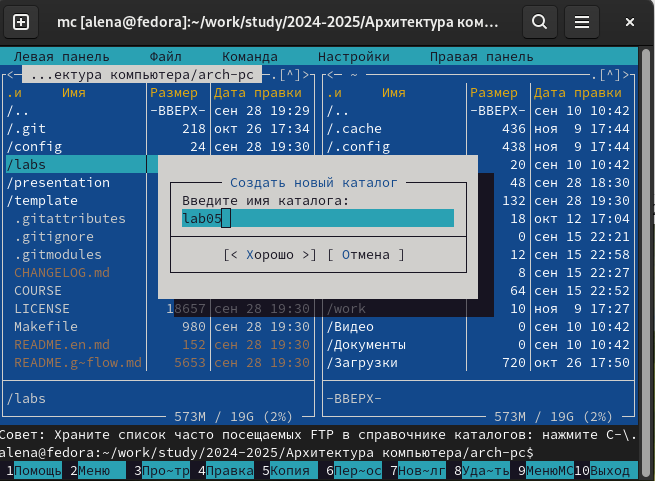 mc [alena@fedora]:~/work/study/2024-2025/Архитектура ком…
Левая панель Файл Команда Настройки Правая панель
<─ ...ектура компьютера/arch-pc ─.[^]> <─ ~ ─.[^]>
.и Имя Размер Дата правки .и Имя Размер Дата правки
/.. -ВВЕРХ- сен 28 19:29 /.. -ВВЕРХ- сен 10 10:42
/.git 218 окт 26 17:34 /.cache 436 ноя 9 17:44
/config 24 сен 28 19:30 /.config 438 ноя 9 17:44
/labs 20 сен 10 10:42
/presentation Создать новый каталог 48 сен 28 18:30
/template Введите имя каталога: 132 сен 28 19:30
.gitattributes lab05 18 окт 12 17:04
.gitignore 0 сен 15 22:21
.gitmodules [< Хорошо >] [ Отмена ] 12 сен 15 22:58
CHANGELOG.md 8 сен 15 22:27
COURSE 64 сен 15 22:52
LICENSE 18657 сен 28 19:30 /work 10 ноя 9 17:27
Makefile 980 сен 28 19:30 /Видео 0 сен 10 10:42
README.en.md 152 сен 28 19:30 /Документы 0 сен 10 10:42
README.g~flow.md 5653 сен 28 19:30 /Загрузки 720 окт 26 17:50
/labs -ВВЕРХ-
573M / 19G (2%) 573M / 19G (2%)
Совет: Храните список часто посещаемых FTP в справочнике каталогов: нажмите C-\.
alena@fedora:~/work/study/2024-2025/Архитектура компьютера/arch-pc$
1Помощь 2Меню 3Про~тр 4Правка 5Копия 6Пер~ос 7Нов~лг 8Уда~ть 9МенюМС 10Выход